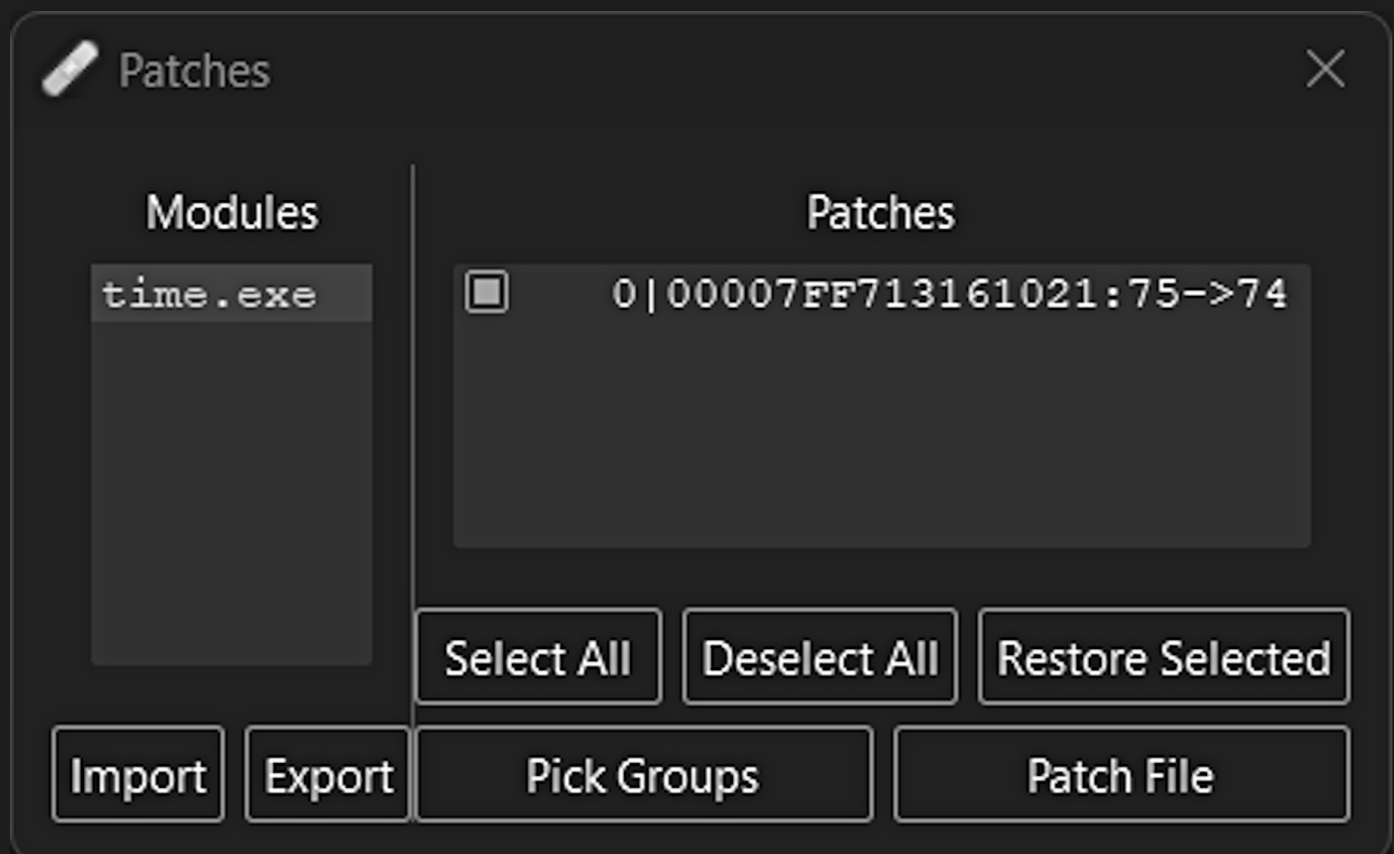 Patches
Modules
time.exe
Patches
0|00007FF713161021:75->74
Select All
Deselect All
Restore Selected
Import
Export
Pick Groups
Patch File